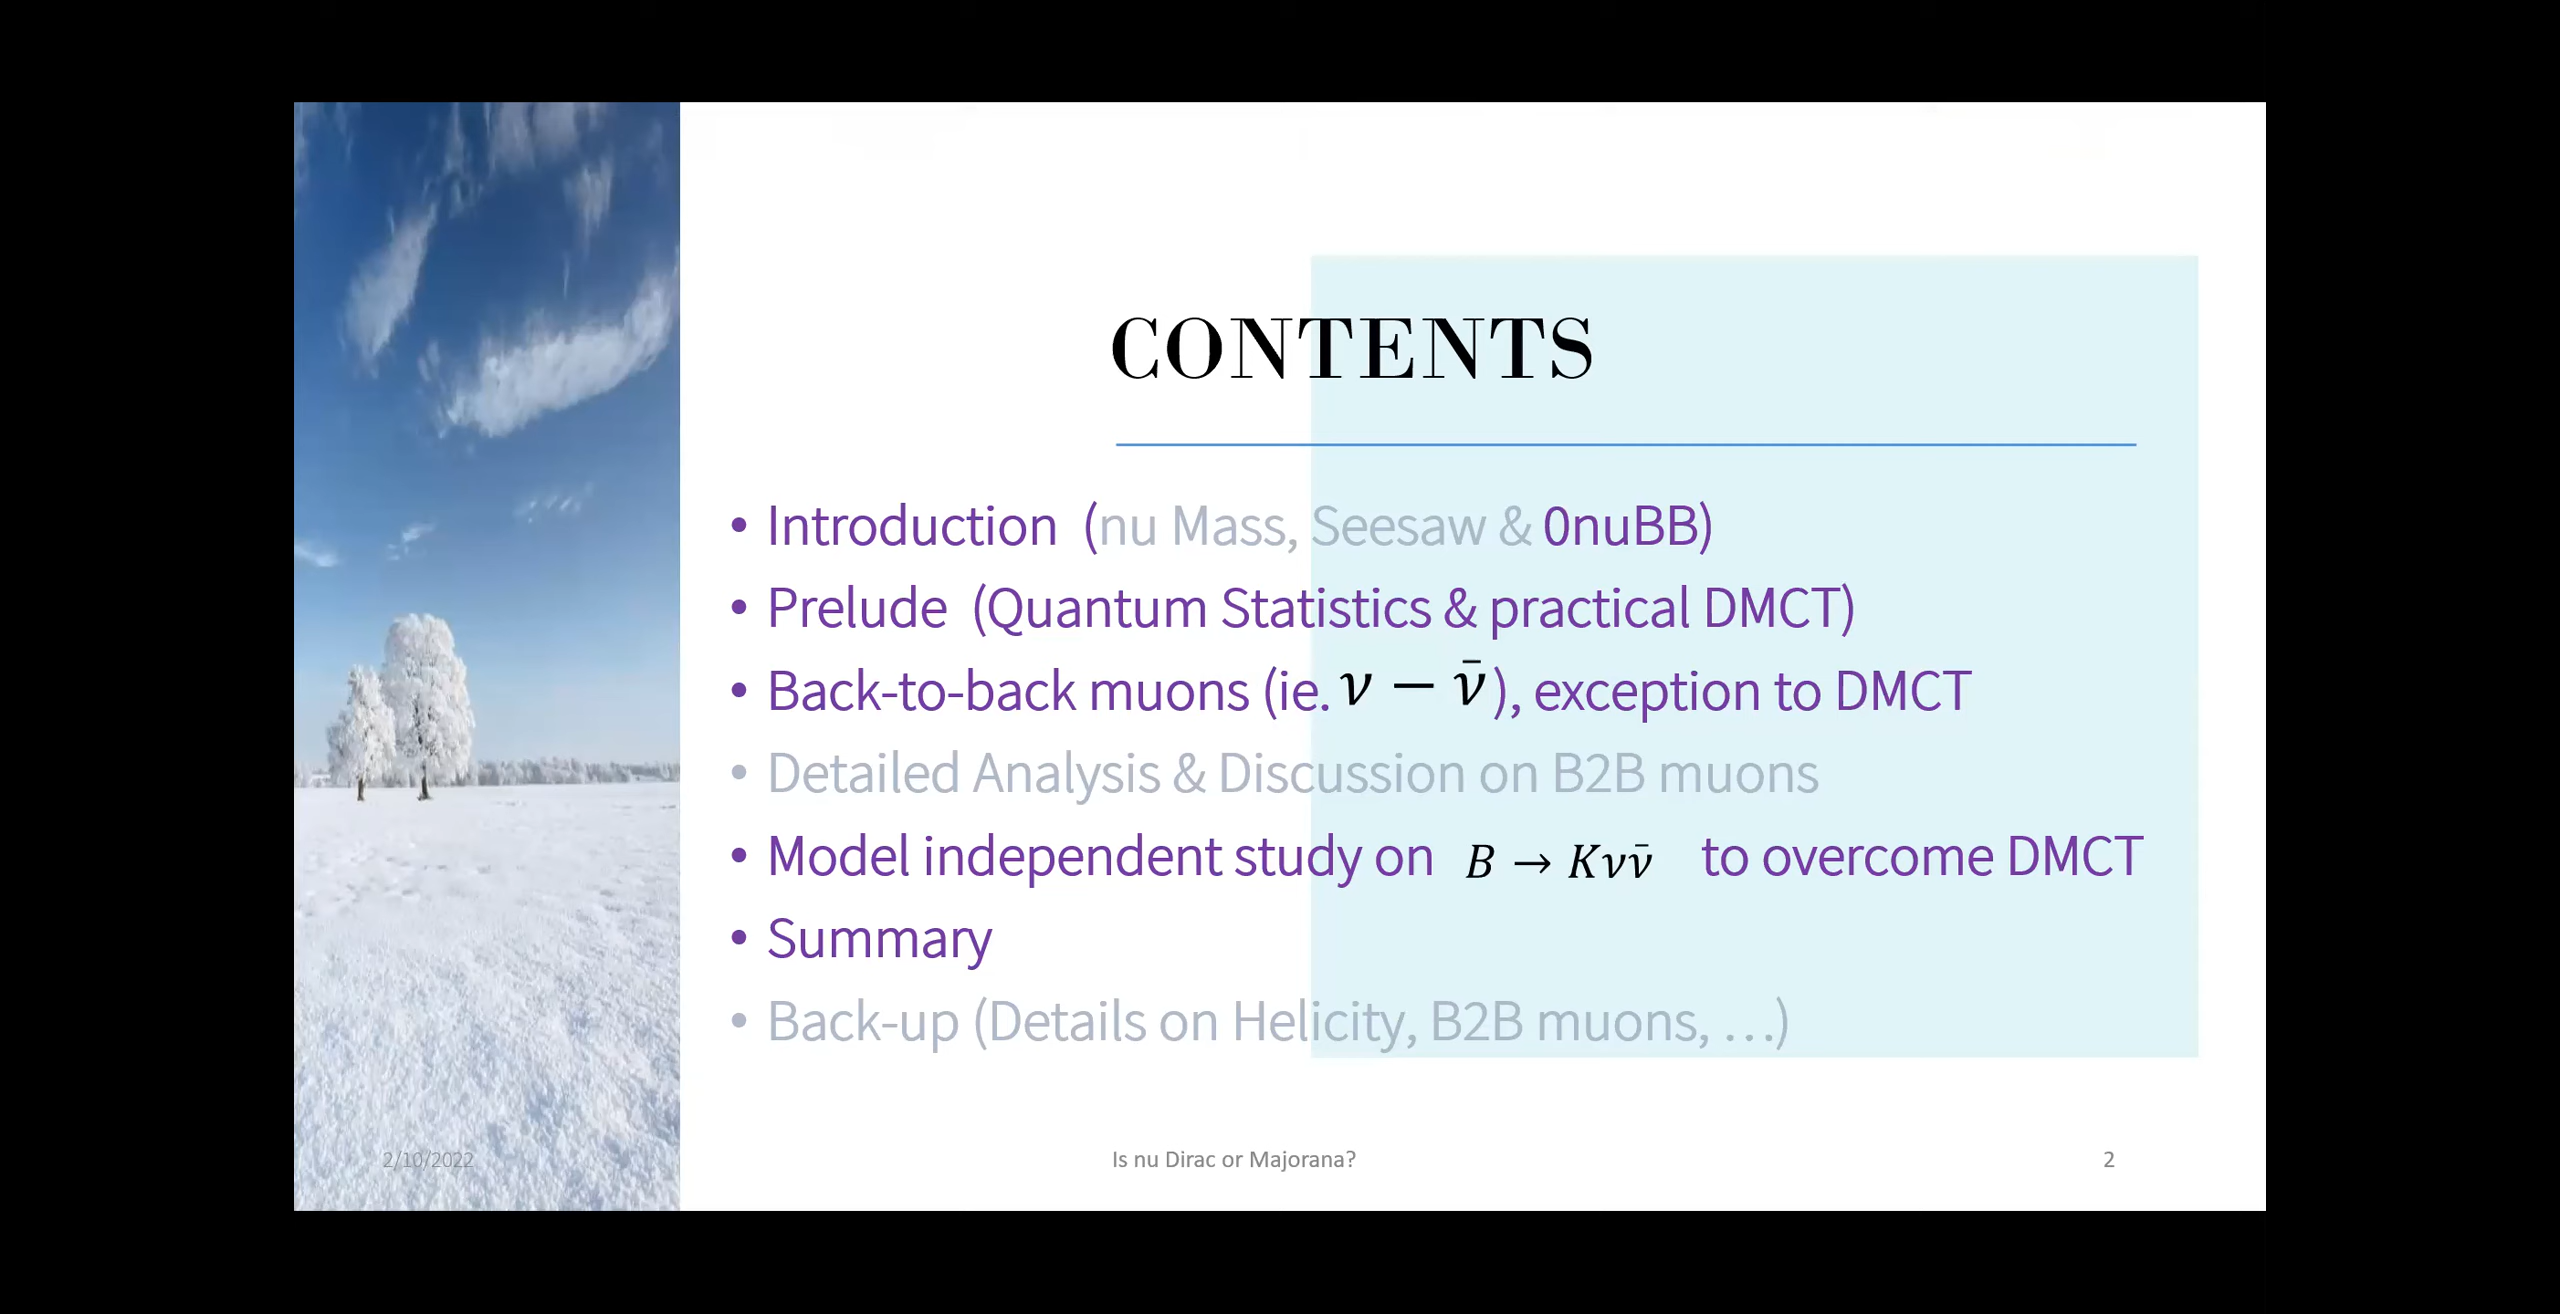 CONTENTS
• Introduction (nu Mass, Seesaw & 0nuBB)
• Prelude (Quantum Statistics & practical DMCT)
• Back-to-back muons (ie. ν − ν̄), exception to DMCT
• Detailed Analysis & Discussion on B2B muons
• Model independent study on B → Kνν̄ to overcome DMCT
• Summary
• Back-up (Details on Helicity, B2B muons, …)
2/10/2022
Is nu Dirac or Majorana?
2